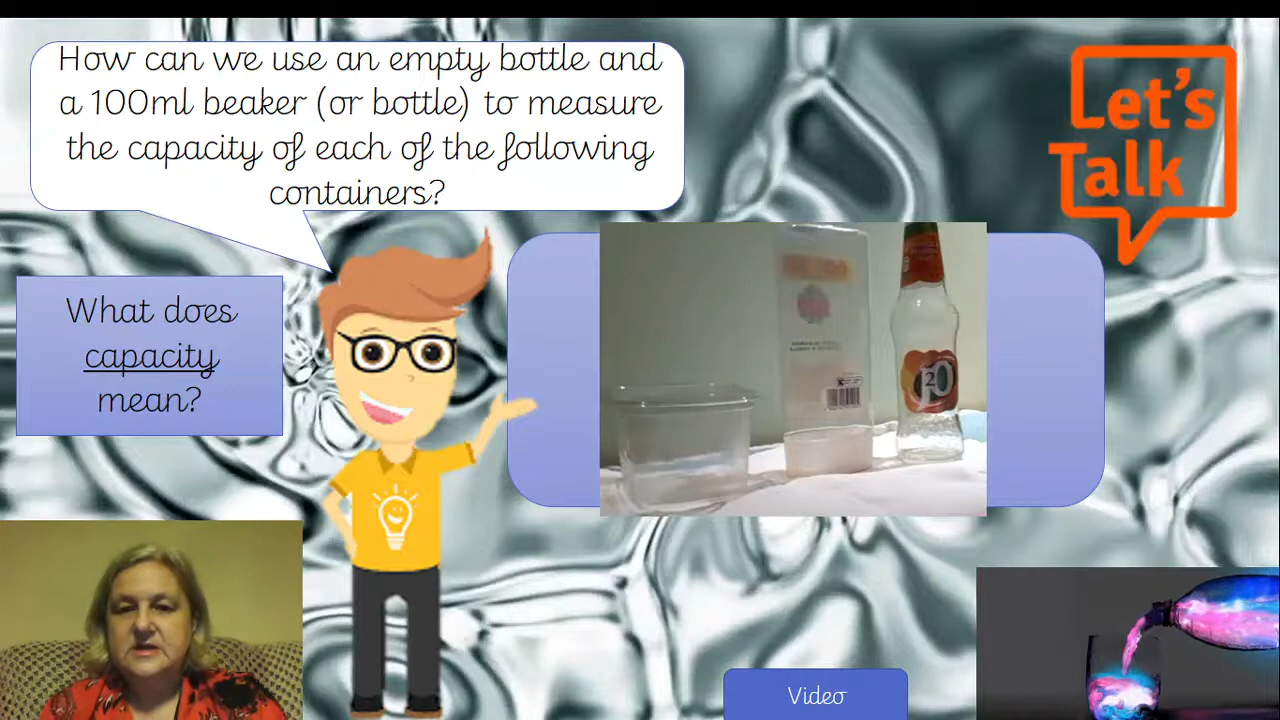 How can we use an empty bottle and
a 100ml beaker (or bottle) to measure
the capacity of each of the following
containers?
Let's
Talk
What does
capacity
mean?
J2O
Video